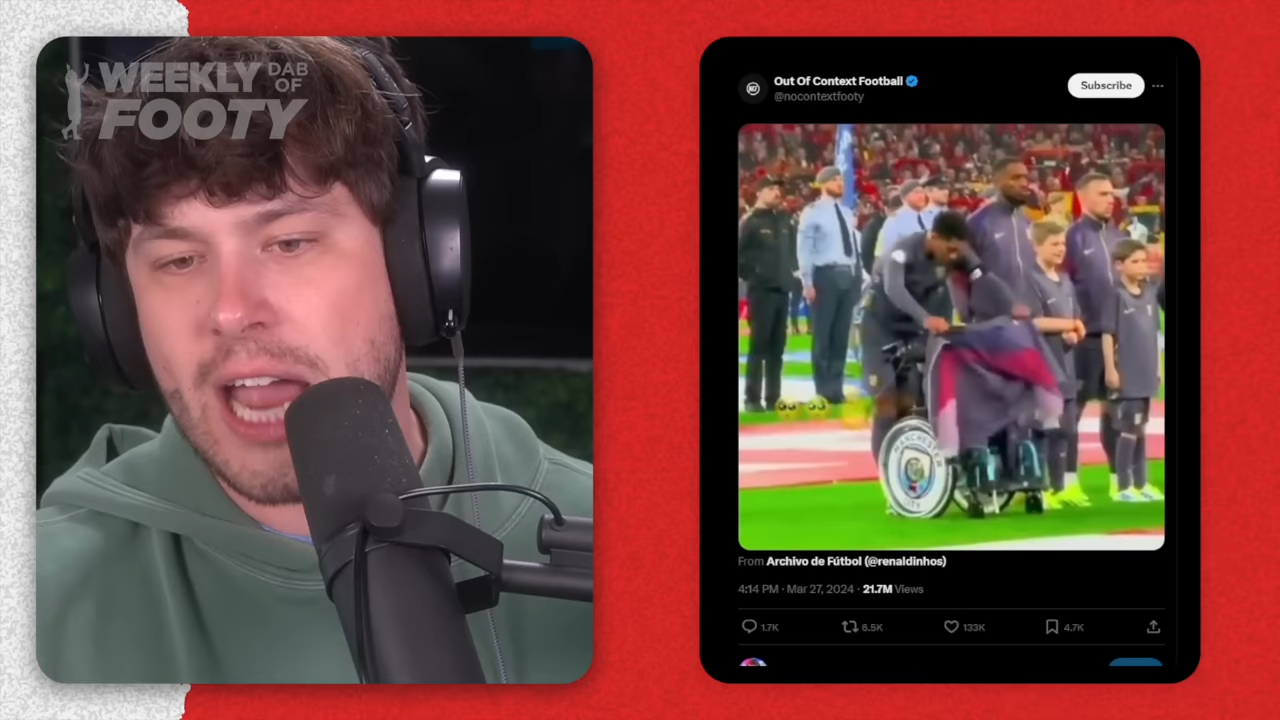 WEEKLY DAB
OF
FOOTY
Out Of Context Football
@nocontextfooty
Subscribe
MANCHESTER
CITY
From Archivo de Fútbol (@renaldinhos)
4:14 PM · Mar 27, 2024 · 21.7M Views
1.7K 6.5K 133K 4.7K